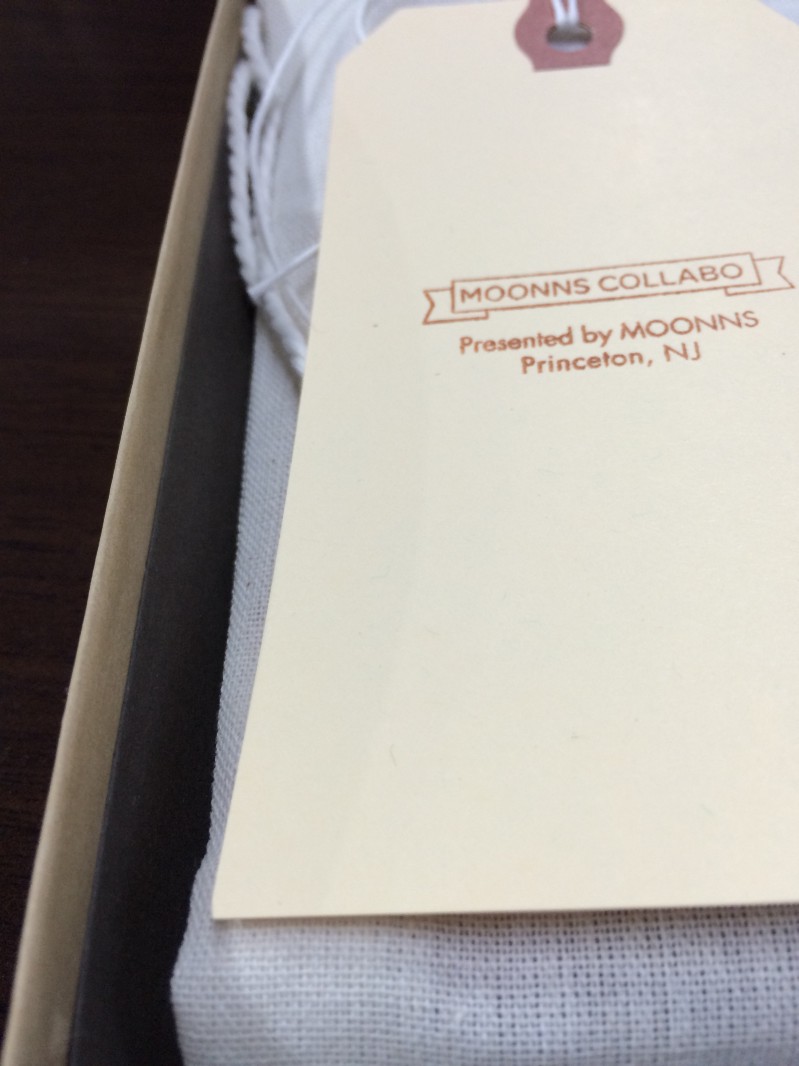 MOONNS COLLABO
Presented by MOONNS
Princeton, NJ